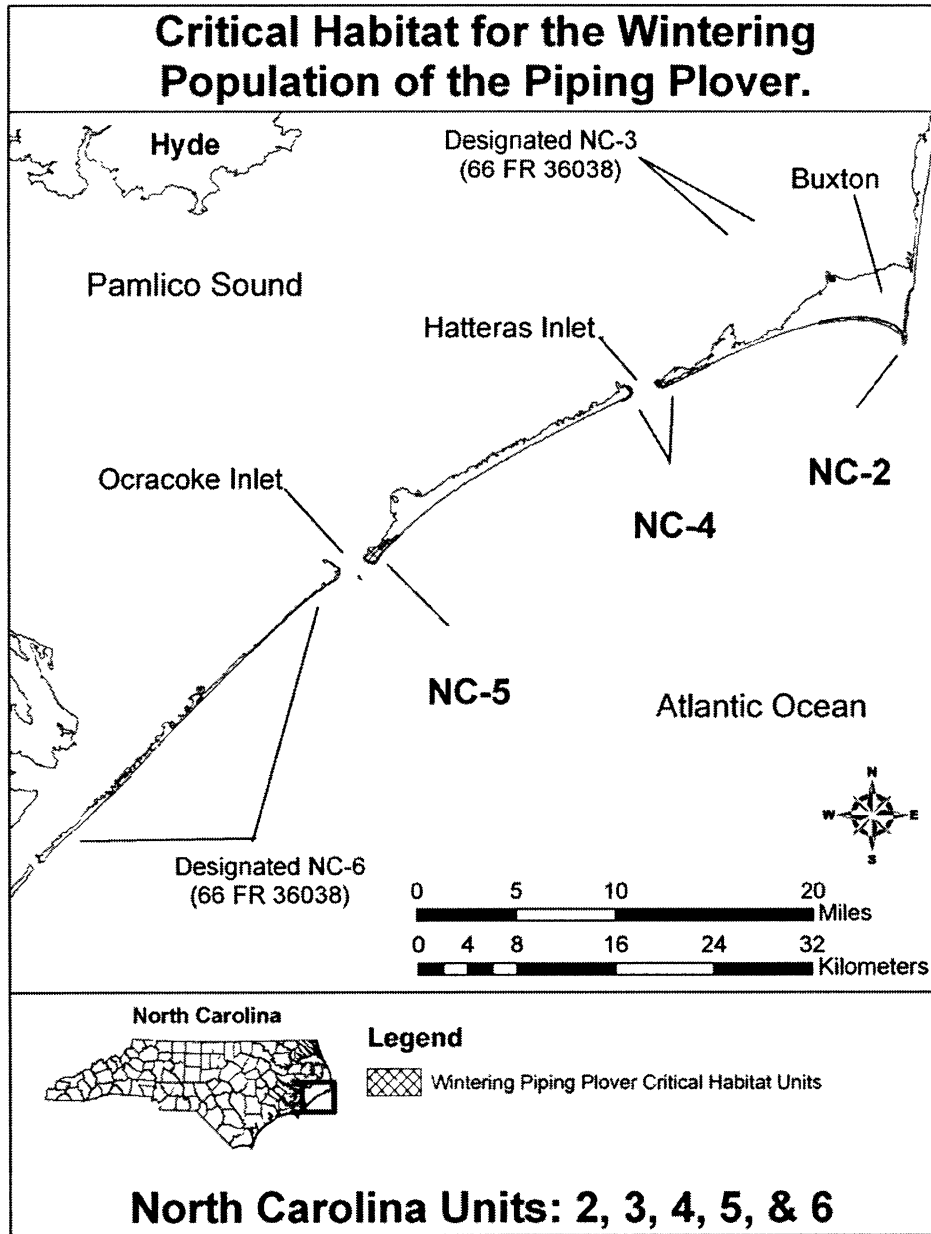 Critical Habitat for the Wintering
Population of the Piping Plover.
Hyde
Designated NC-3
(66 FR 36038)
Buxton
Pamlico Sound
Hatteras Inlet
Ocracoke Inlet
NC-2
NC-4
NC-5
Atlantic Ocean
N
W E
S
Designated NC-6
(66 FR 36038)
0 5 10 20
Miles
0 4 8 16 24 32
Kilometers
North Carolina
Legend
Wintering Piping Plover Critical Habitat Units
North Carolina Units: 2, 3, 4, 5, & 6